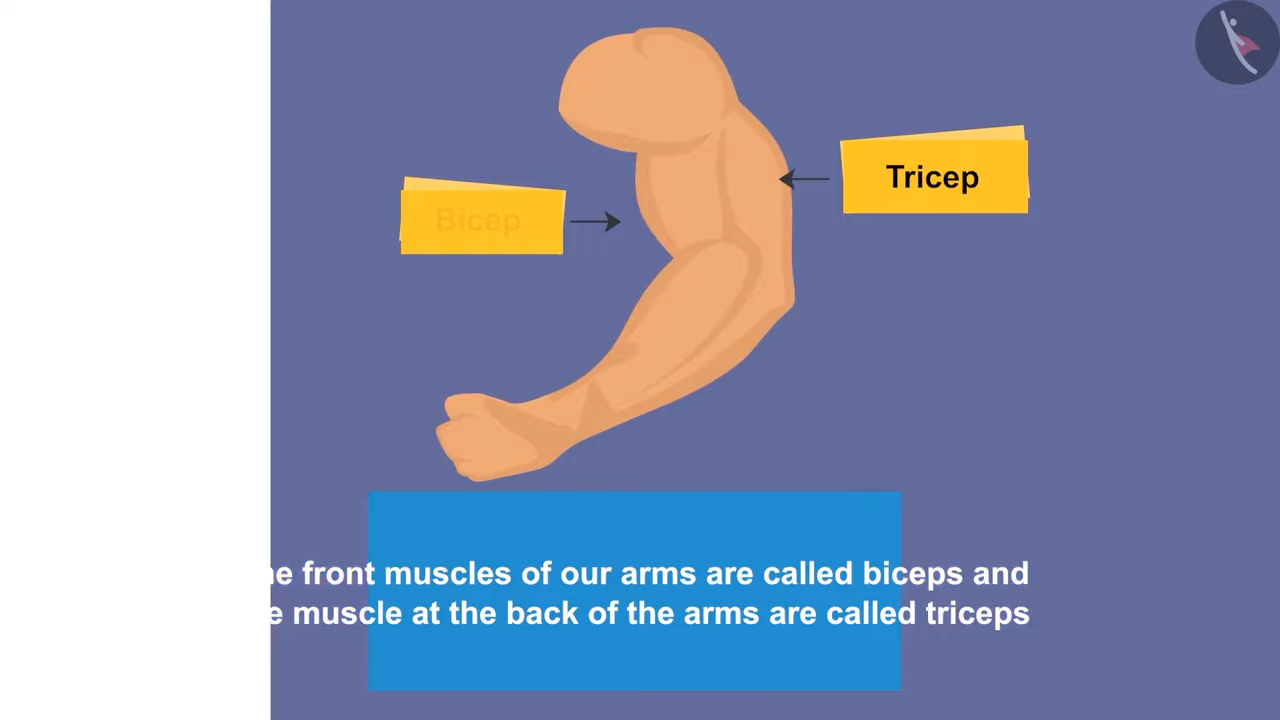 Tricep
Bicep
he front muscles of our arms are called biceps and
e muscle at the back of the arms are called triceps